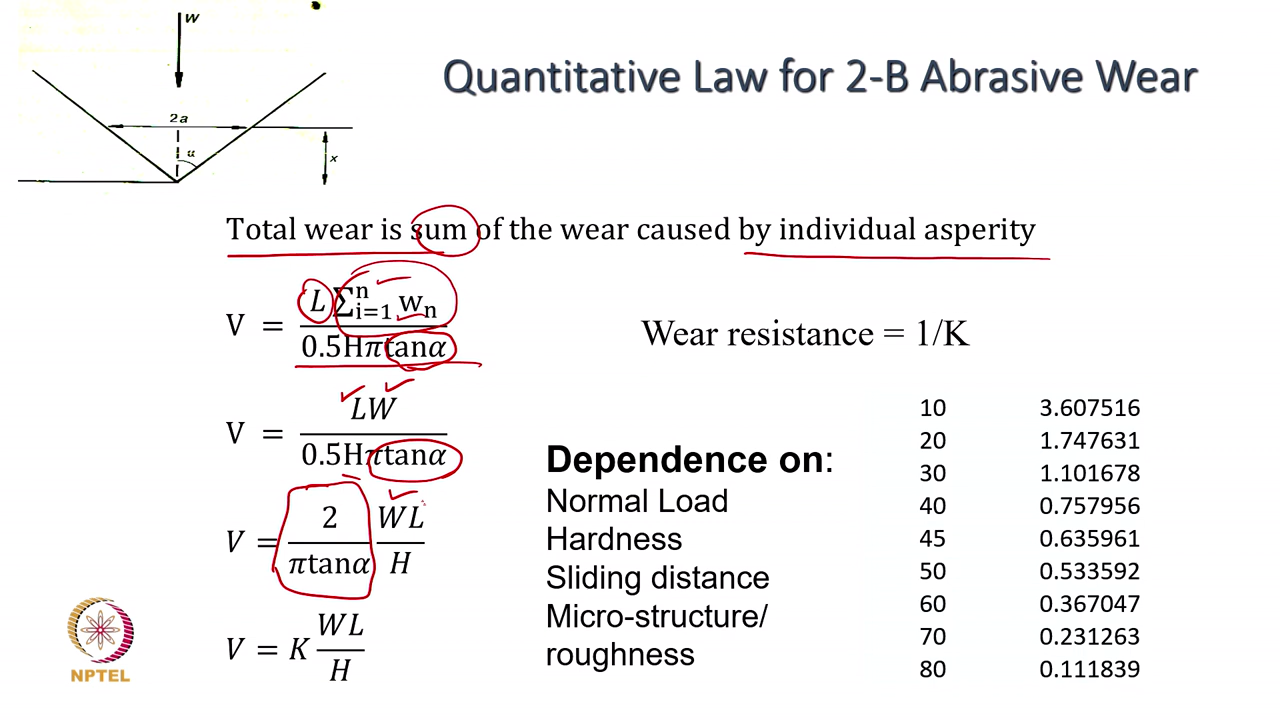 W
Quantitative Law for 2-B Abrasive Wear
2a
α
x
Total wear is sum of the wear caused by individual asperity
V = L∑ⁿᵢ₌₁ wₙ / 0.5Hπtanα
Wear resistance = 1/K
V = LW / 0.5Hπtanα
V = 2 / πtanα WL / H
V = K WL / H
Dependence on:
Normal Load
Hardness
Sliding distance
Micro-structure/
roughness
10 3.607516
20 1.747631
30 1.101678
40 0.757956
45 0.635961
50 0.533592
60 0.367047
70 0.231263
80 0.111839
NPTEL